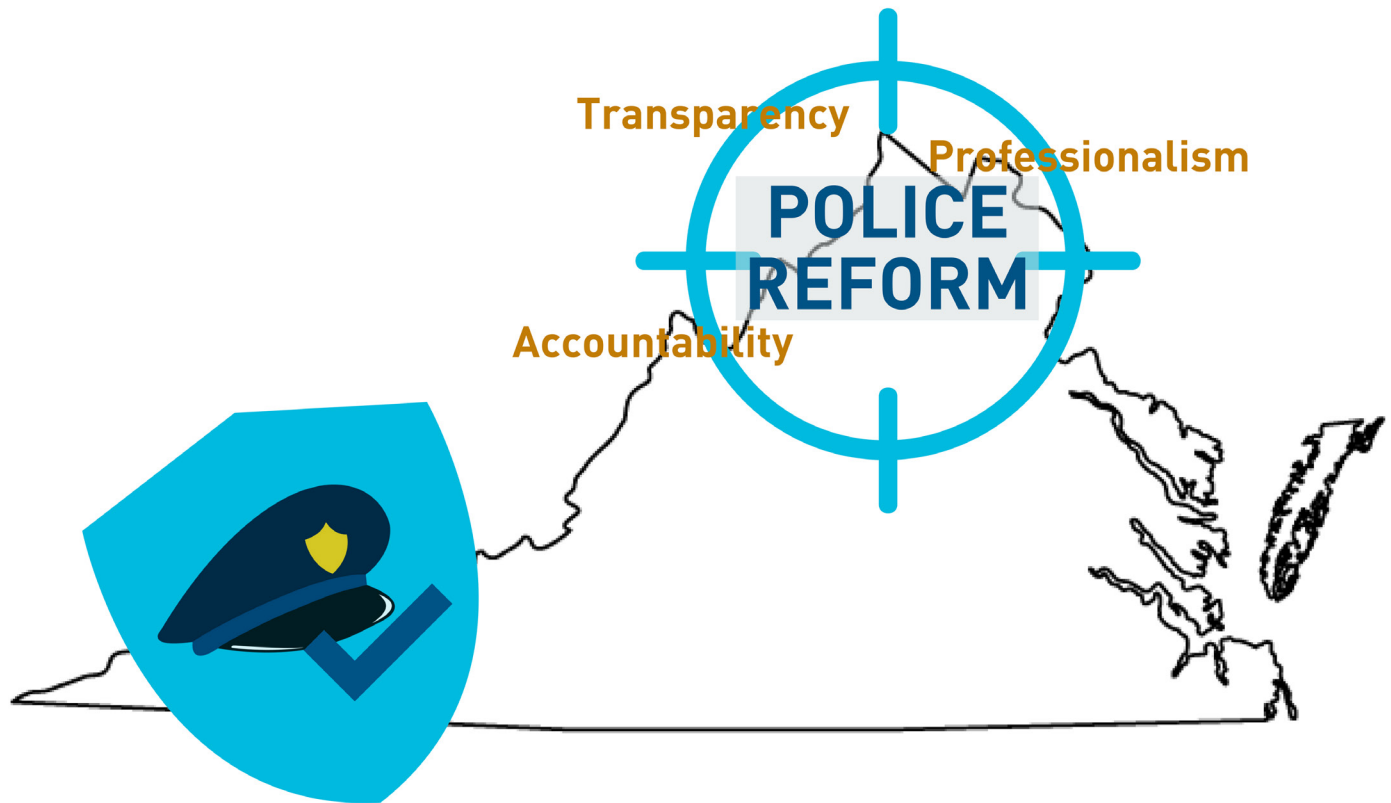 Transparency
Professionalism
POLICE
REFORM
Accountability